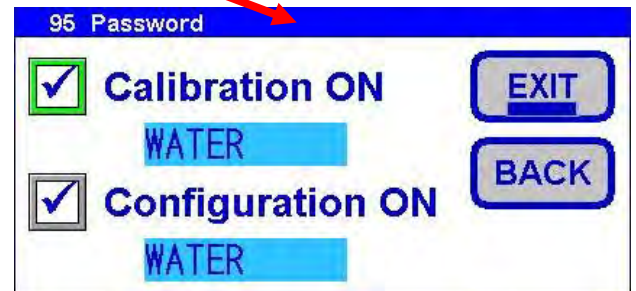 95 Password
Calibration ON
EXIT
WATER
BACK
Configuration ON
WATER